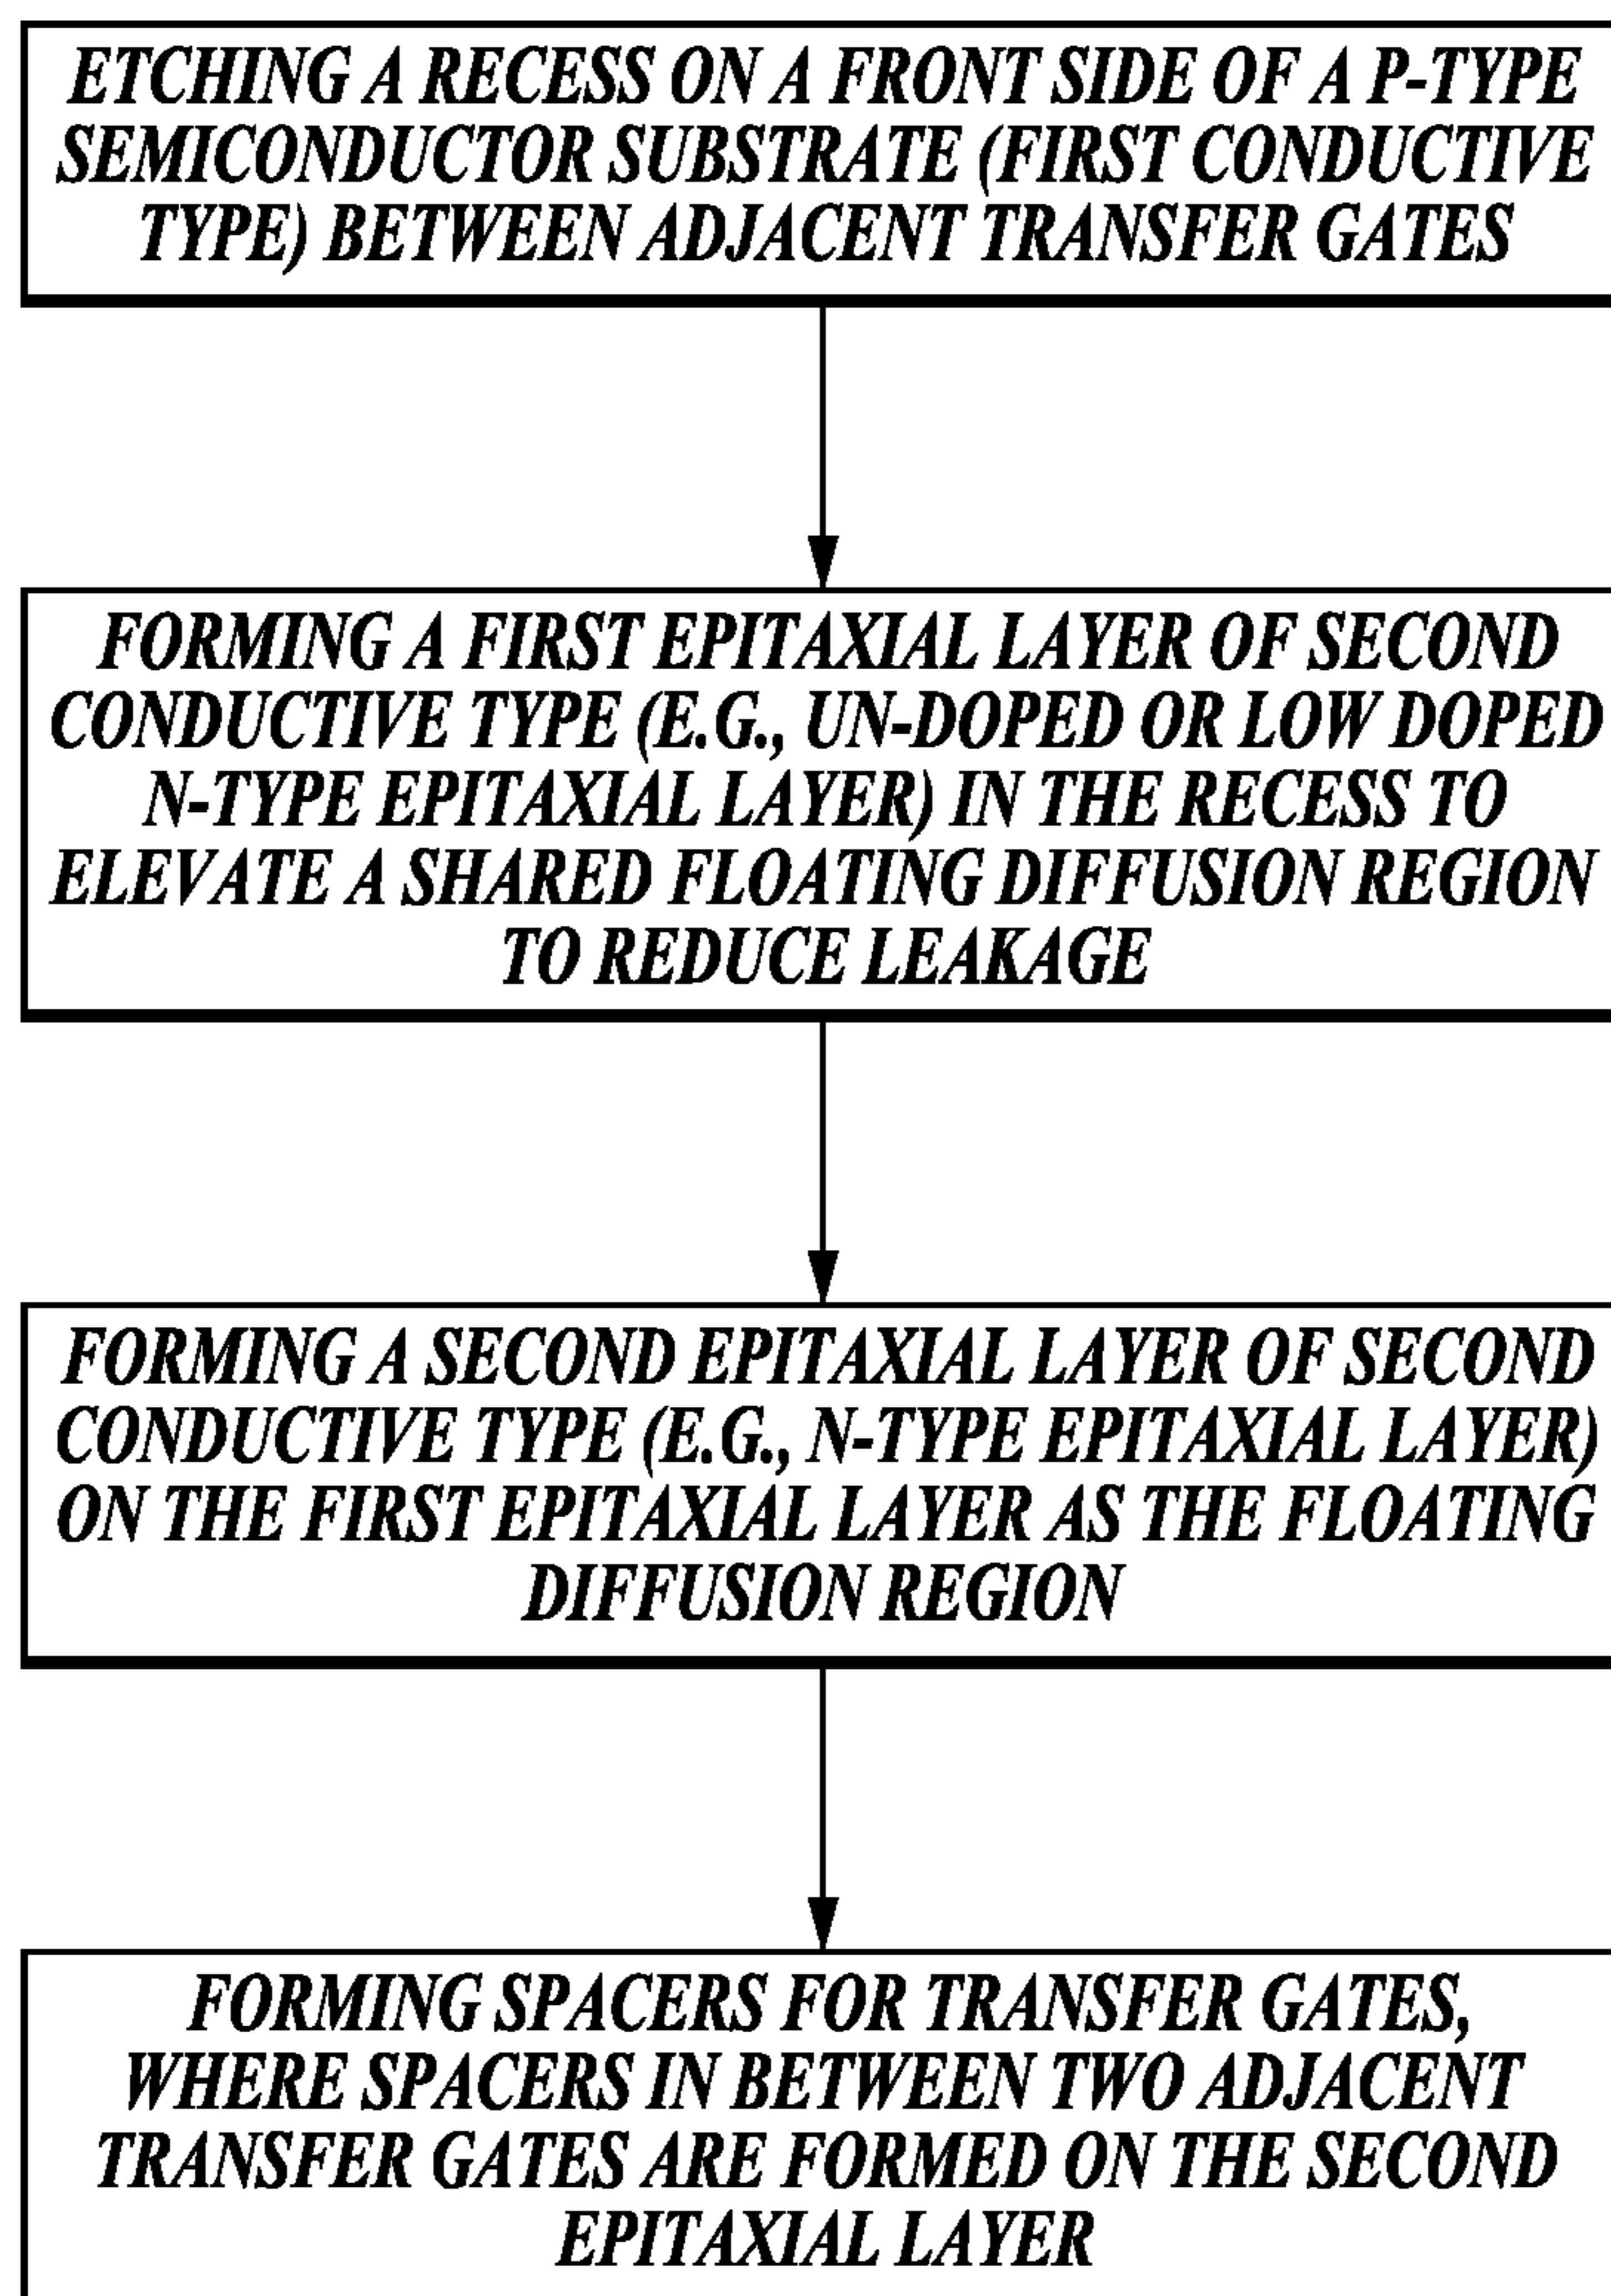 ETCHING A RECESS ON A FRONT SIDE OF A P-TYPE
SEMICONDUCTOR SUBSTRATE (FIRST CONDUCTIVE
TYPE) BETWEEN ADJACENT TRANSFER GATES
FORMING A FIRST EPITAXIAL LAYER OF SECOND
CONDUCTIVE TYPE (E.G., UN-DOPED OR LOW DOPED
N-TYPE EPITAXIAL LAYER) IN THE RECESS TO
ELEVATE A SHARED FLOATING DIFFUSION REGION
TO REDUCE LEAKAGE
FORMING A SECOND EPITAXIAL LAYER OF SECOND
CONDUCTIVE TYPE (E.G., N-TYPE EPITAXIAL LAYER)
ON THE FIRST EPITAXIAL LAYER AS THE FLOATING
DIFFUSION REGION
FORMING SPACERS FOR TRANSFER GATES,
WHERE SPACERS IN BETWEEN TWO ADJACENT
TRANSFER GATES ARE FORMED ON THE SECOND
EPITAXIAL LAYER